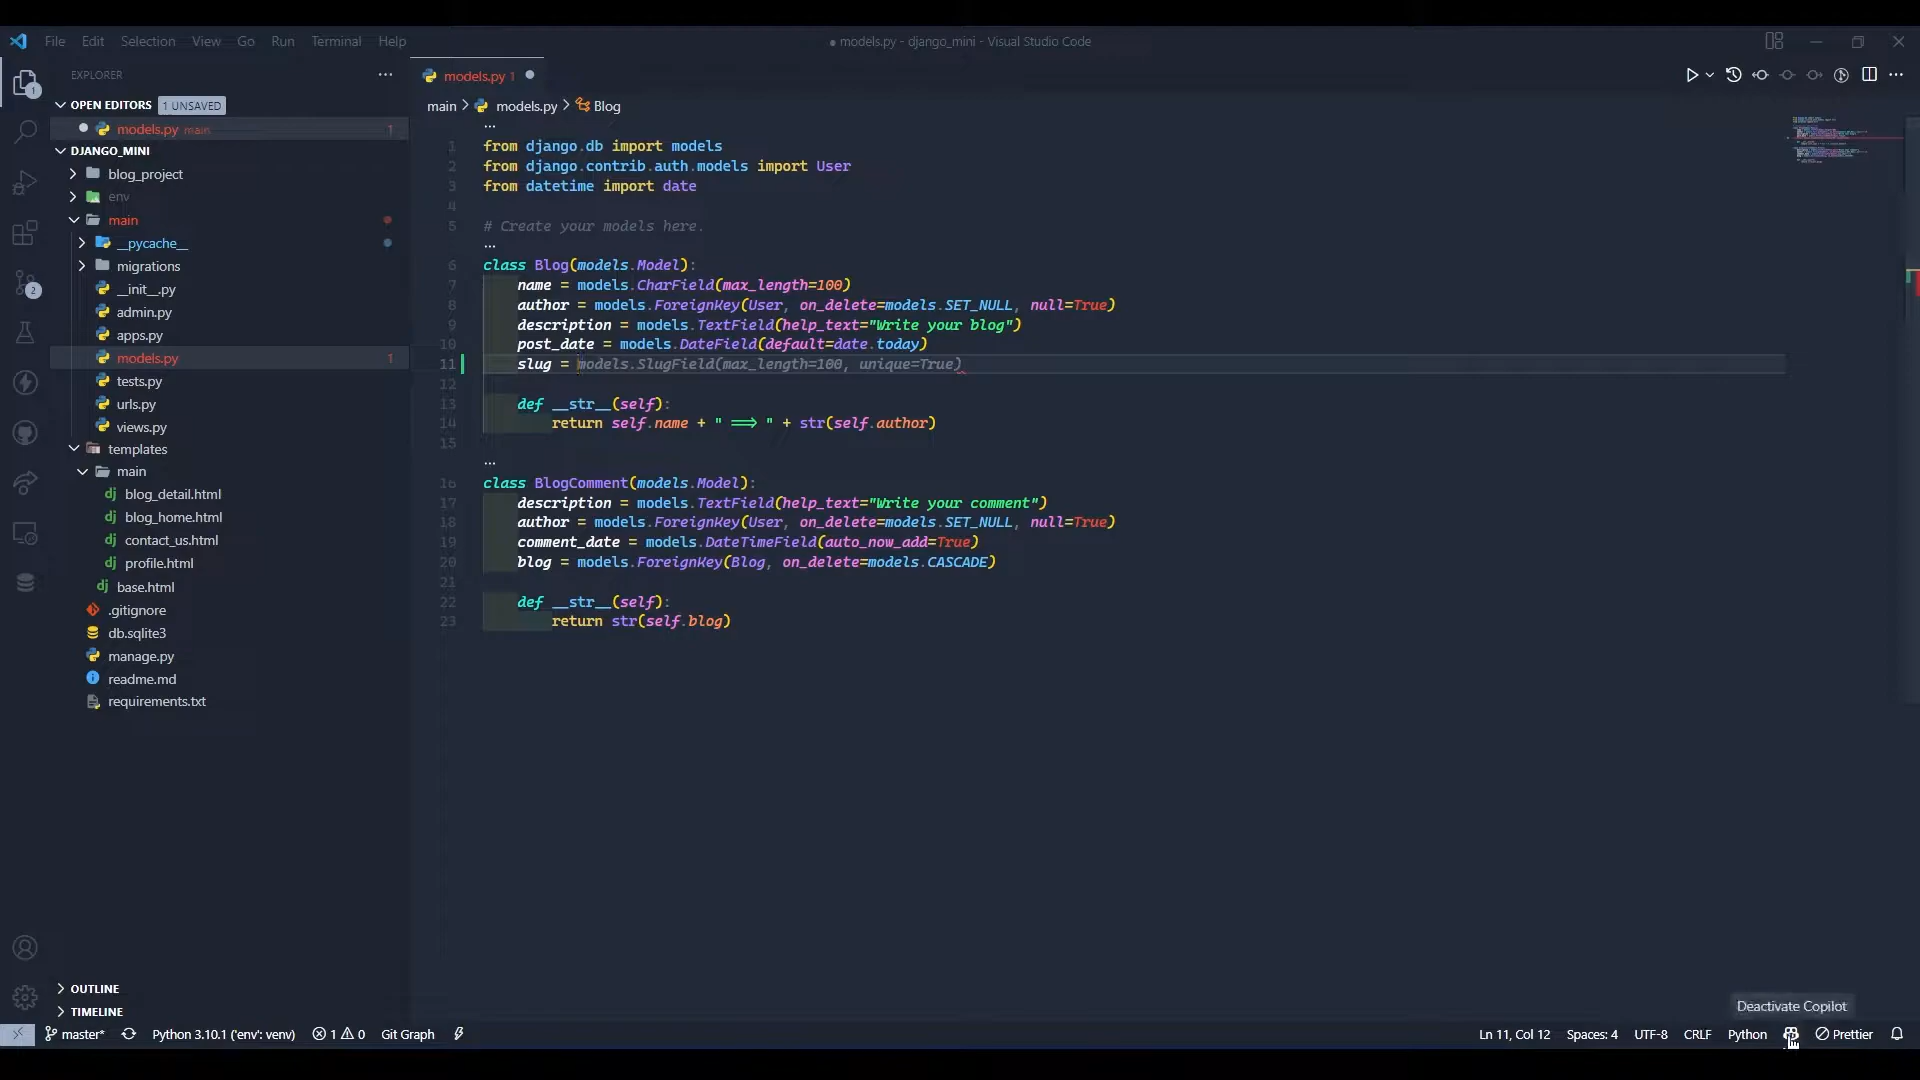 File Edit Selection View Go Run Terminal Help
● models.py - django_mini - Visual Studio Code
EXPLORER
OPEN EDITORS 1 UNSAVED
models.py main 1
DJANGO_MINI
blog_project
env
main
__pycache__
migrations
__init__.py
admin.py
apps.py
models.py 1
tests.py
urls.py
views.py
templates
main
blog_detail.html
blog_home.html
contact_us.html
profile.html
base.html
.gitignore
db.sqlite3
manage.py
readme.md
requirements.txt
OUTLINE
TIMELINE
1
2
models.py 1
main > models.py > Blog
...
1 from django.db import models
2 from django.contrib.auth.models import User
3 from datetime import date
4
5 # Create your models here.
...
6 class Blog(models.Model):
7 name = models.CharField(max_length=100)
8 author = models.ForeignKey(User, on_delete=models.SET_NULL, null=True)
9 description = models.TextField(help_text="Write your blog")
10 post_date = models.DateField(default=date.today)
11 slug = models.SlugField(max_length=100, unique=True)
12
13 def __str__(self):
14 return self.name + " ==> " + str(self.author)
15
...
16 class BlogComment(models.Model):
17 description = models.TextField(help_text="Write your comment")
18 author = models.ForeignKey(User, on_delete=models.SET_NULL, null=True)
19 comment_date = models.DateTimeField(auto_now_add=True)
20 blog = models.ForeignKey(Blog, on_delete=models.CASCADE)
21
22 def __str__(self):
23 return str(self.blog)
Deactivate Copilot
master* Python 3.10.1 ('env': venv) 1 0 Git Graph Ln 11, Col 12 Spaces: 4 UTF-8 CRLF Python Prettier